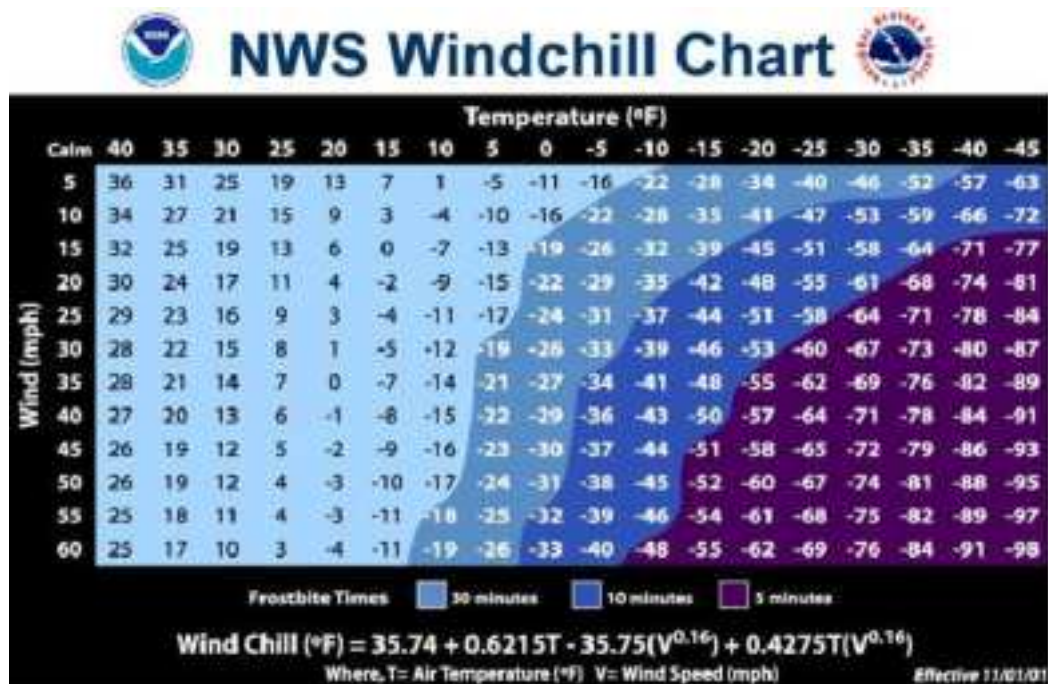 NWS Windchill Chart
Temperature (°F)
Calm 40 35 30 25 20 15 10 5 0 -5 -10 -15 -20 -25 -30 -35 -40 -45
5 36 31 25 19 13 7 1 -5 -11 -16 -22 -28 -34 -40 -46 -52 -57 -63
10 34 27 21 15 9 3 -4 -10 -16 -22 -28 -35 -41 -47 -53 -59 -66 -72
15 32 25 19 13 6 0 -7 -13 -19 -26 -32 -39 -45 -51 -58 -64 -71 -77
20 30 24 17 11 4 -2 -9 -15 -22 -29 -35 -42 -48 -55 -61 -68 -74 -81
Wind (mph)
25 29 23 16 9 3 -4 -11 -17 -24 -31 -37 -44 -51 -58 -64 -71 -78 -84
30 28 22 15 8 1 -5 -12 -19 -26 -33 -39 -46 -53 -60 -67 -73 -80 -87
35 28 21 14 7 0 -7 -14 -21 -27 -34 -41 -48 -55 -62 -69 -76 -82 -89
40 27 20 13 6 -1 -8 -15 -22 -29 -36 -43 -50 -57 -64 -71 -78 -84 -91
45 26 19 12 5 -2 -9 -16 -23 -30 -37 -44 -51 -58 -65 -72 -79 -86 -93
50 26 19 12 4 -3 -10 -17 -24 -31 -38 -45 -52 -60 -67 -74 -81 -88 -95
55 25 18 11 4 -3 -11 -18 -25 -32 -39 -46 -54 -61 -68 -75 -82 -89 -97
60 25 17 10 3 -4 -11 -19 -26 -33 -40 -48 -55 -62 -69 -76 -84 -91 -98
Frostbite Times 30 minutes 10 minutes 5 minutes
Wind Chill (°F) = 35.74 + 0.6215T - 35.75(V^0.16) + 0.4275T(V^0.16)
Where, T= Air Temperature (°F) V= Wind Speed (mph)
Effective 11/01/01